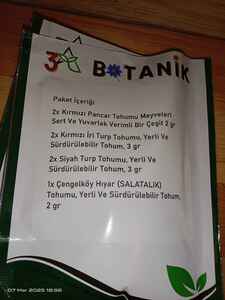 3A BOTANİK
Paket İçeriği
2x Kırmızı Pancar Tohumu Meyveleri
Sert Ve Yuvarlak Verimli Bir Çeşit 2 gr
2x Kırmızı İri Turp Tohumu, Yerli Ve
Sürdürülebilir Tohum, 3 gr
2x Siyah Turp Tohumu, Yerli Ve
Sürdürülebilir Tohum, 3 gr
1x Çengelköy Hıyar (SALATALIK)
Tohumu, Yerli Ve Sürdürülebilir Tohum,
2 gr
07 Mar 2025